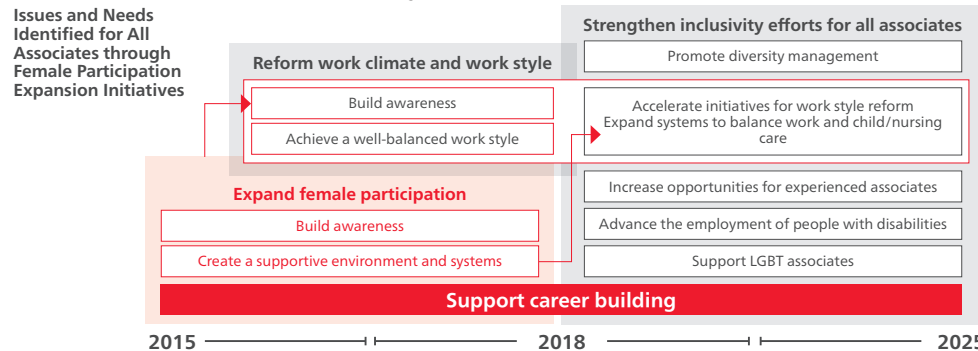 Issues and Needs
Identified for All
Associates through
Female Participation
Expansion Initiatives
Strengthen inclusivity efforts for all associates
Promote diversity management
Reform work climate and work style
Build awareness
Achieve a well-balanced work style
Accelerate initiatives for work style reform
Expand systems to balance work and child/nursing
care
Expand female participation
Build awareness
Create a supportive environment and systems
Increase opportunities for experienced associates
Advance the employment of people with disabilities
Support LGBT associates
Support career building
2015
2018
2025